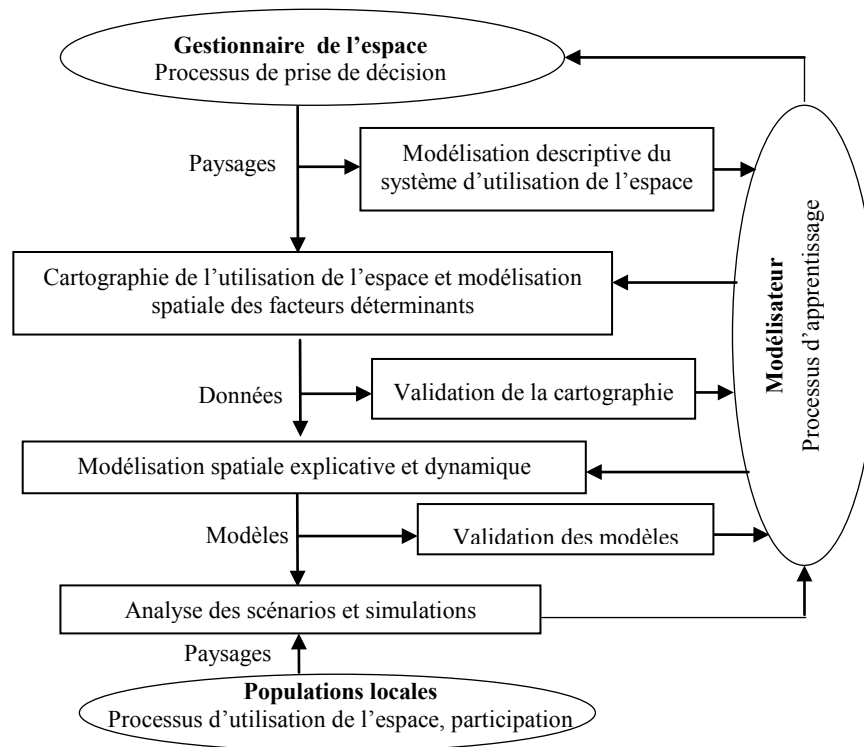 Gestionnaire de l’espace
Processus de prise de décision
Paysages
Modélisation descriptive du
système d’utilisation de l’espace
Cartographie de l’utilisation de l’espace et modélisation
spatiale des facteurs déterminants
Données
Validation de la cartographie
Modélisation spatiale explicative et dynamique
Modèles
Validation des modèles
Analyse des scénarios et simulations
Paysages
Populations locales
Processus d’utilisation de l’espace, participation
Modélisateur
Processus d’apprentissage